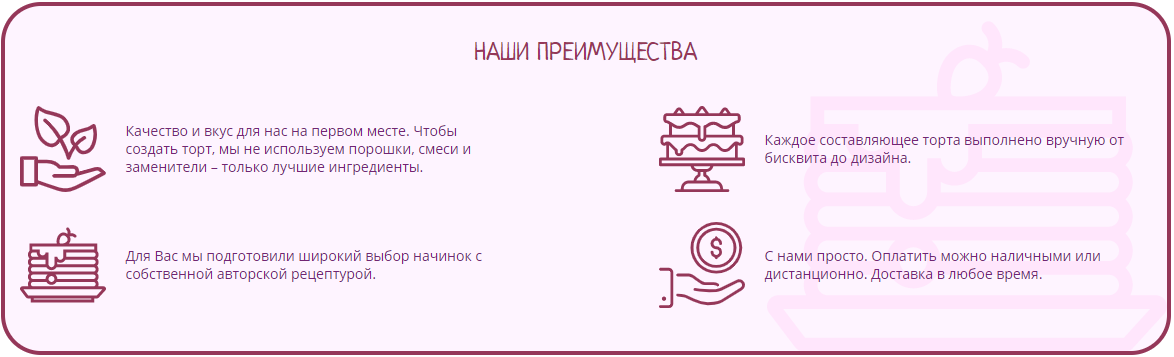 НАШИ ПРЕИМУЩЕСТВА
Качество и вкус для нас на первом месте. Чтобы
создать торт, мы не используем порошки, смеси и
заменители – только лучшие ингредиенты.
Каждое составляющее торта выполнено вручную от
бисквита до дизайна.
Для Вас мы подготовили широкий выбор начинок с
собственной авторской рецептурой.
$
С нами просто. Оплатить можно наличными или
дистанционно. Доставка в любое время.